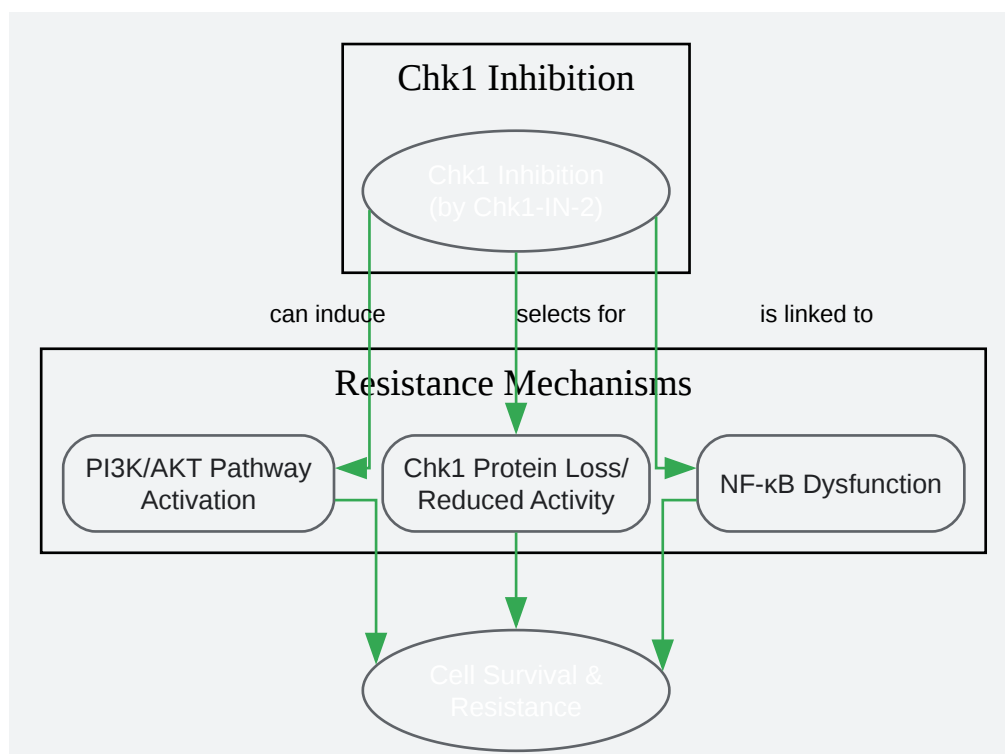 Chk1 Inhibition
Chk1 Inhibition
(by Chk1-IN-2)
can induce
selects for
is linked to
Resistance Mechanisms
PI3K/AKT Pathway
Activation
Chk1 Protein Loss/
Reduced Activity
NF-κB Dysfunction
Cell Survival &
Resistance